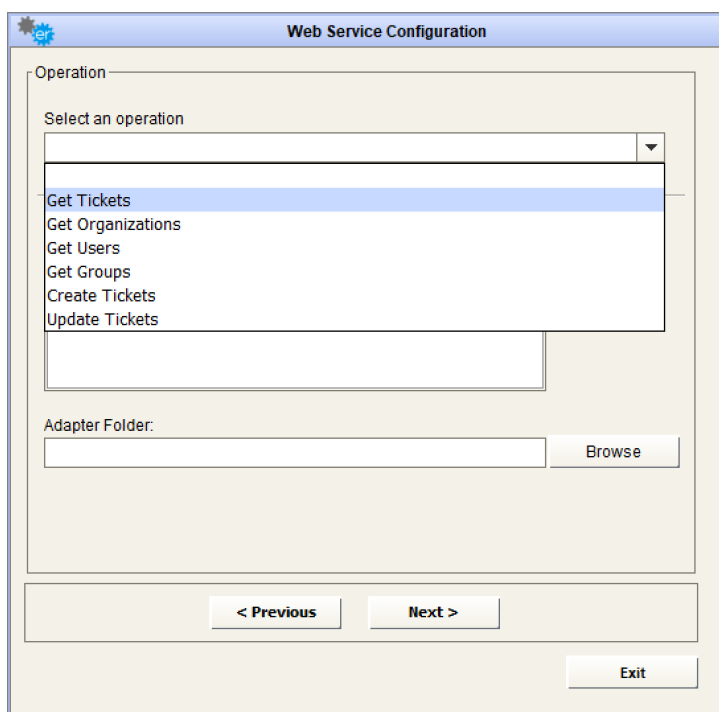 er
Web Service Configuration
Operation
Select an operation
Get Tickets
Get Organizations
Get Users
Get Groups
Create Tickets
Update Tickets
Adapter Folder:
Browse
< Previous
Next >
Exit